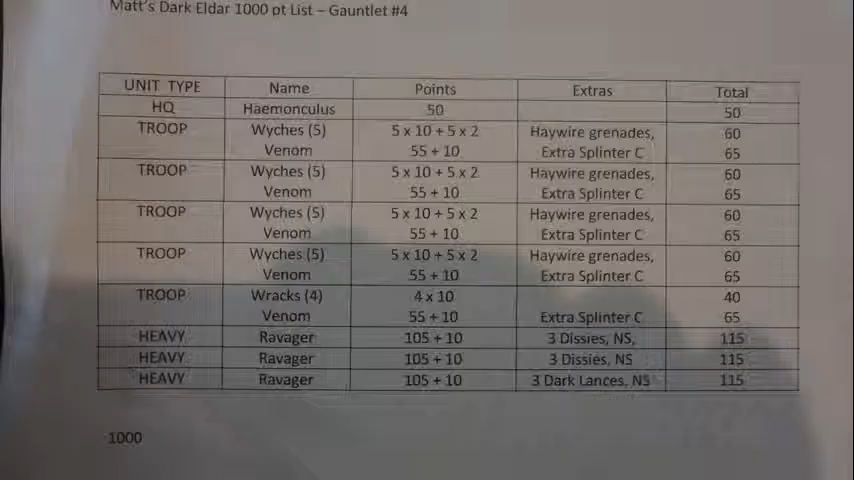 Matt's Dark Eldar 1000 pt List – Gauntlet #4
UNIT TYPE Name Points Extras Total
HQ Haemonculus 50 50
TROOP Wyches (5) 5 x 10 + 5 x 2 Haywire grenades, 60
Venom 55 + 10 Extra Splinter C 65
TROOP Wyches (5) 5 x 10 + 5 x 2 Haywire grenades, 60
Venom 55 + 10 Extra Splinter C 65
TROOP Wyches (5) 5 x 10 + 5 x 2 Haywire grenades, 60
Venom 55 + 10 Extra Splinter C 65
TROOP Wyches (5) 5 x 10 + 5 x 2 Haywire grenades, 60
Venom 55 + 10 Extra Splinter C 65
TROOP Wracks (4) 4 x 10 40
Venom 55 + 10 Extra Splinter C 65
HEAVY Ravager 105 + 10 3 Dissies, NS, 115
HEAVY Ravager 105 + 10 3 Dissies, NS 115
HEAVY Ravager 105 + 10 3 Dark Lances, NS 115
1000